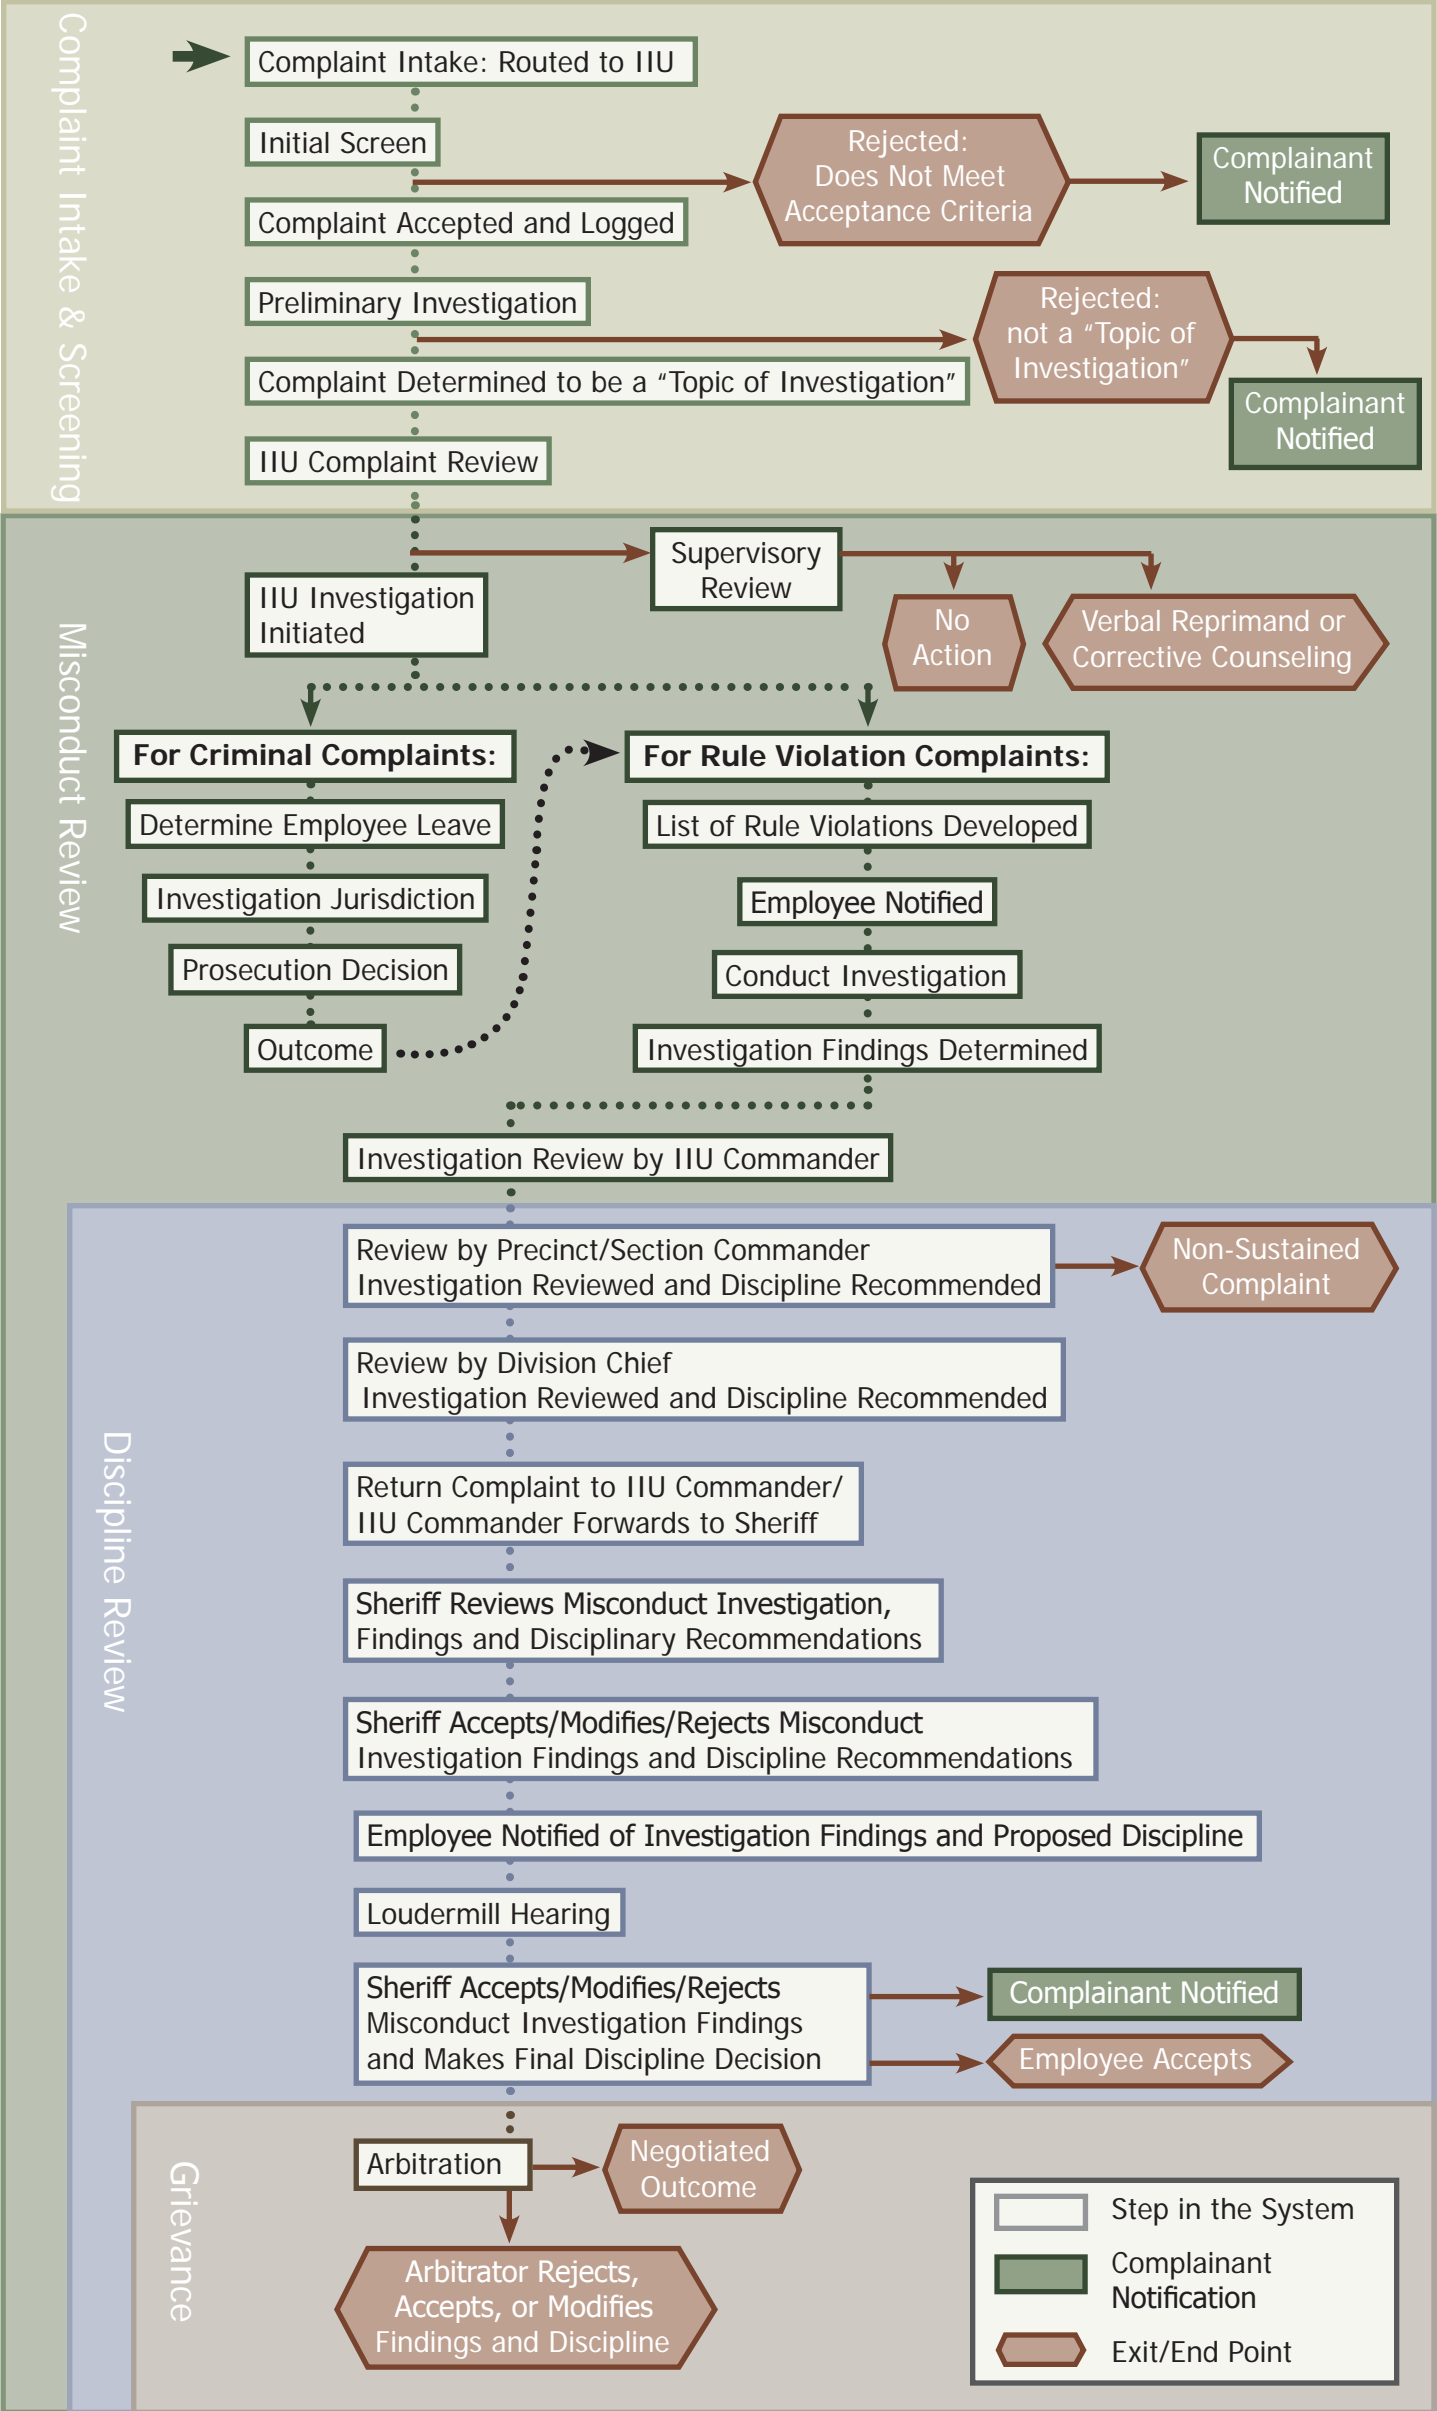 Complaint Intake & Screening
Complaint Intake: Routed to IIU
Initial Screen
Rejected:
Does Not Meet
Acceptance Criteria
Complainant
Notified
Complaint Accepted and Logged
Preliminary Investigation
Rejected:
not a “Topic of
Investigation”
Complaint Determined to be a “Topic of Investigation”
Complainant
Notified
IIU Complaint Review
Misconduct Review
Supervisory
Review
IIU Investigation
Initiated
No
Action
Verbal Reprimand or
Corrective Counseling
For Criminal Complaints:
Determine Employee Leave
Investigation Jurisdiction
Prosecution Decision
Outcome
For Rule Violation Complaints:
List of Rule Violations Developed
Employee Notified
Conduct Investigation
Investigation Findings Determined
Investigation Review by IIU Commander
Discipline Review
Review by Precinct/Section Commander
Investigation Reviewed and Discipline Recommended
Non-Sustained
Complaint
Review by Division Chief
Investigation Reviewed and Discipline Recommended
Return Complaint to IIU Commander/
IIU Commander Forwards to Sheriff
Sheriff Reviews Misconduct Investigation,
Findings and Disciplinary Recommendations
Sheriff Accepts/Modifies/Rejects Misconduct
Investigation Findings and Discipline Recommendations
Employee Notified of Investigation Findings and Proposed Discipline
Loudermill Hearing
Sheriff Accepts/Modifies/Rejects
Misconduct Investigation Findings
and Makes Final Discipline Decision
Complainant Notified
Employee Accepts
Grievance
Arbitration
Negotiated
Outcome
Arbitrator Rejects,
Accepts, or Modifies
Findings and Discipline
Step in the System
Complainant
Notification
Exit/End Point